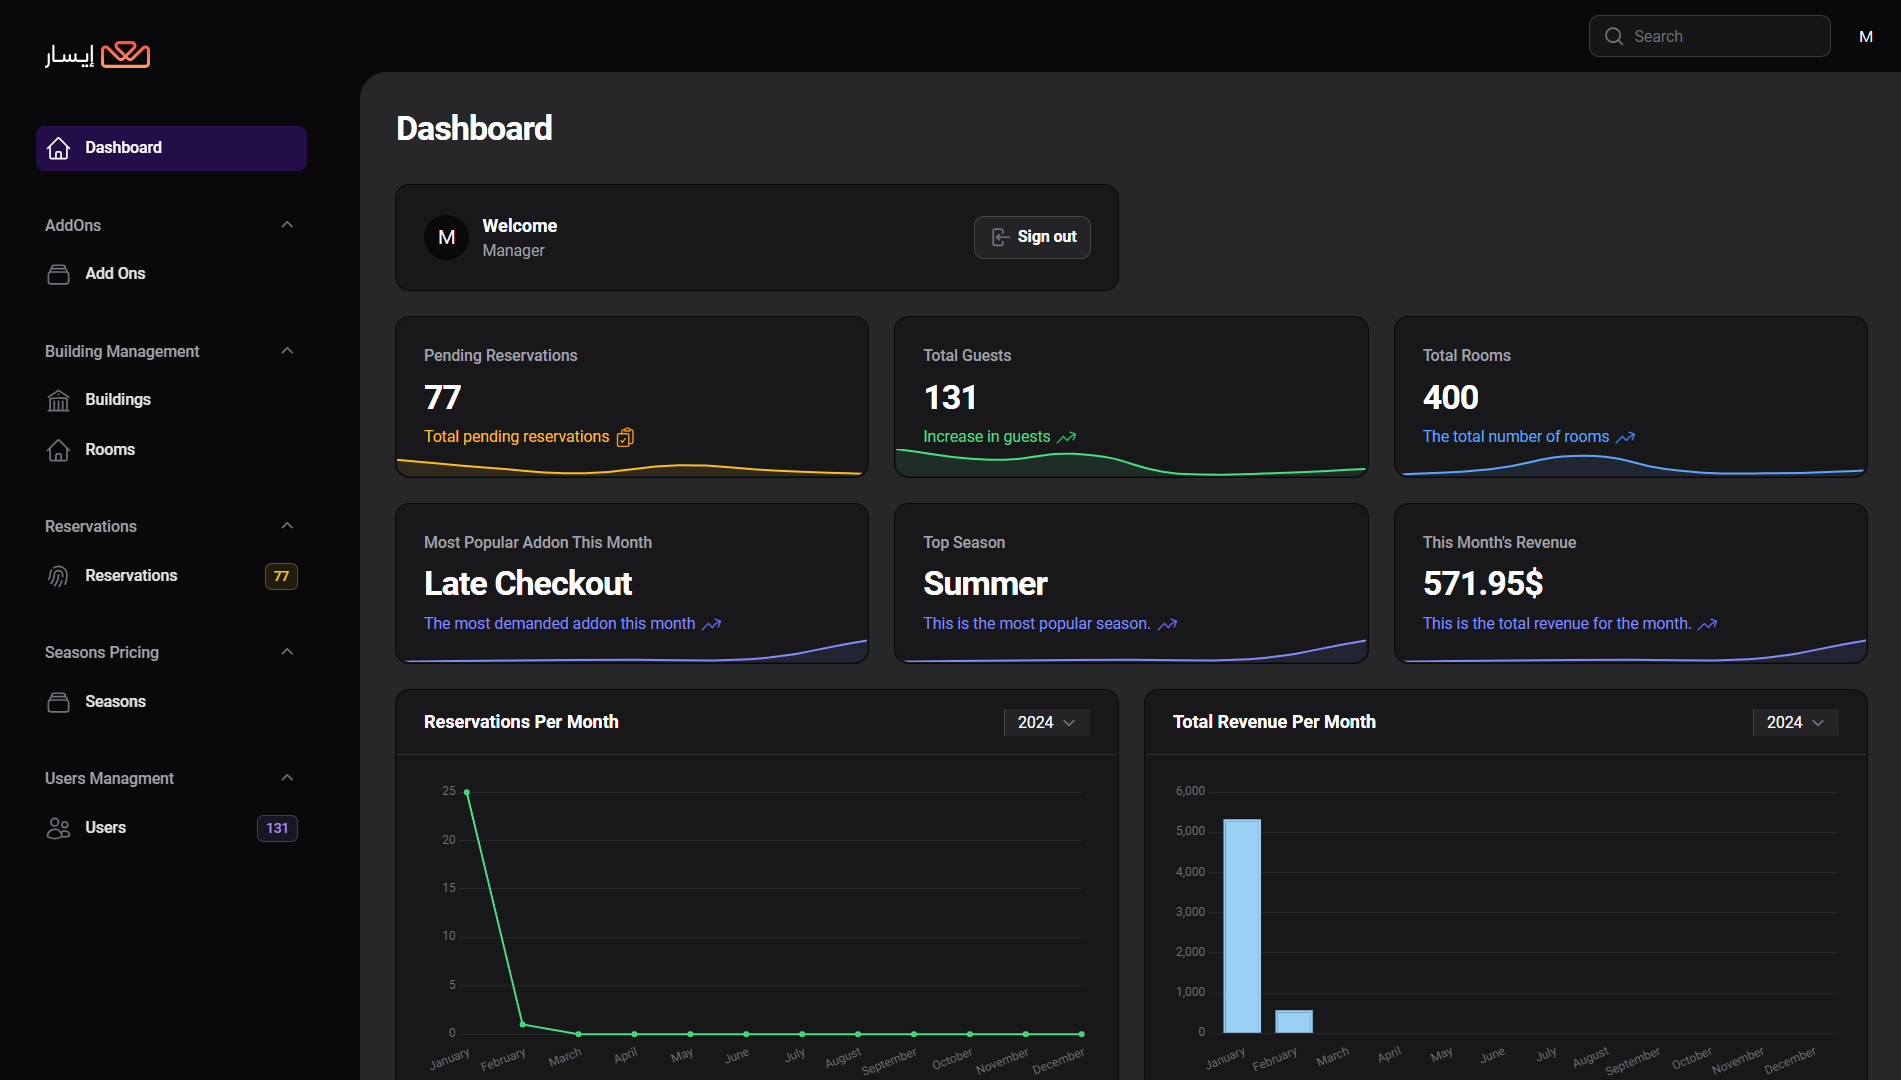 إيسار
Search
M
Dashboard
AddOns
Add Ons
Building Management
Buildings
Rooms
Reservations
Reservations
77
Seasons Pricing
Seasons
Users Managment
Users
131
Dashboard
M
Welcome
Manager
Sign out
Pending Reservations
77
Total pending reservations
Total Guests
131
Increase in guests
Total Rooms
400
The total number of rooms
Most Popular Addon This Month
Late Checkout
The most demanded addon this month
Top Season
Summer
This is the most popular season.
This Month's Revenue
571.95$
This is the total revenue for the month.
Reservations Per Month
2024
25
20
15
10
5
0
January
February
March
April
May
June
July
August
September
October
November
December
Total Revenue Per Month
2024
6,000
5,000
4,000
3,000
2,000
1,000
0
January
February
March
April
May
June
July
August
September
October
November
December